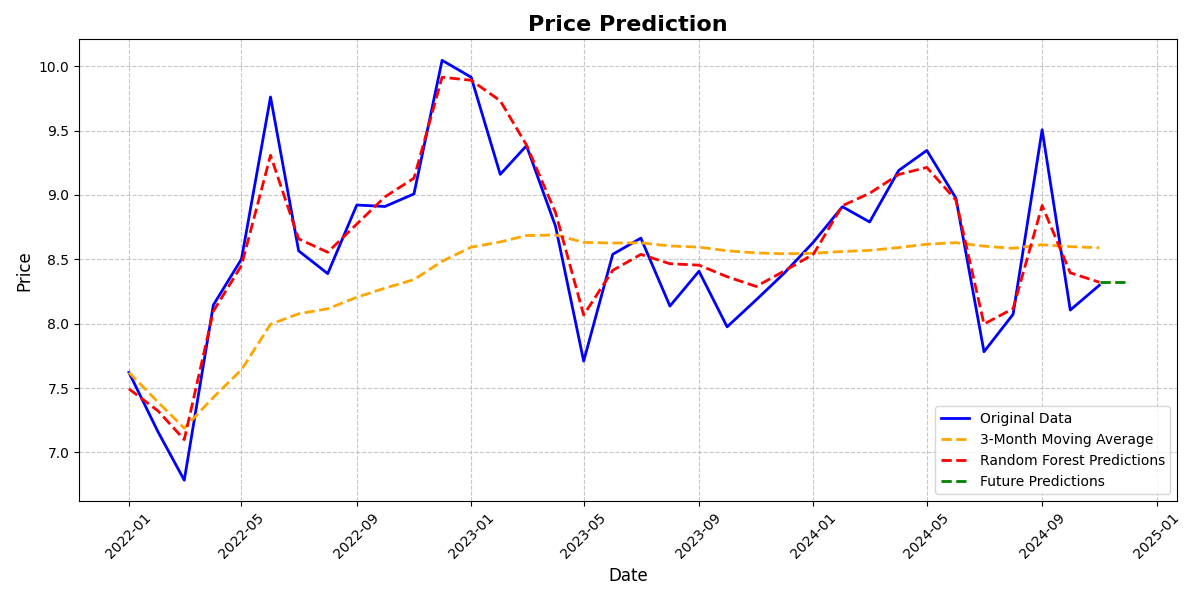 Price Prediction
Price
10.0
9.5
9.0
8.5
8.0
7.5
7.0
Original Data
3-Month Moving Average
Random Forest Predictions
Future Predictions
2022-01
2022-05
2022-09
2023-01
2023-05
2023-09
2024-01
2024-05
2024-09
2025-01
Date